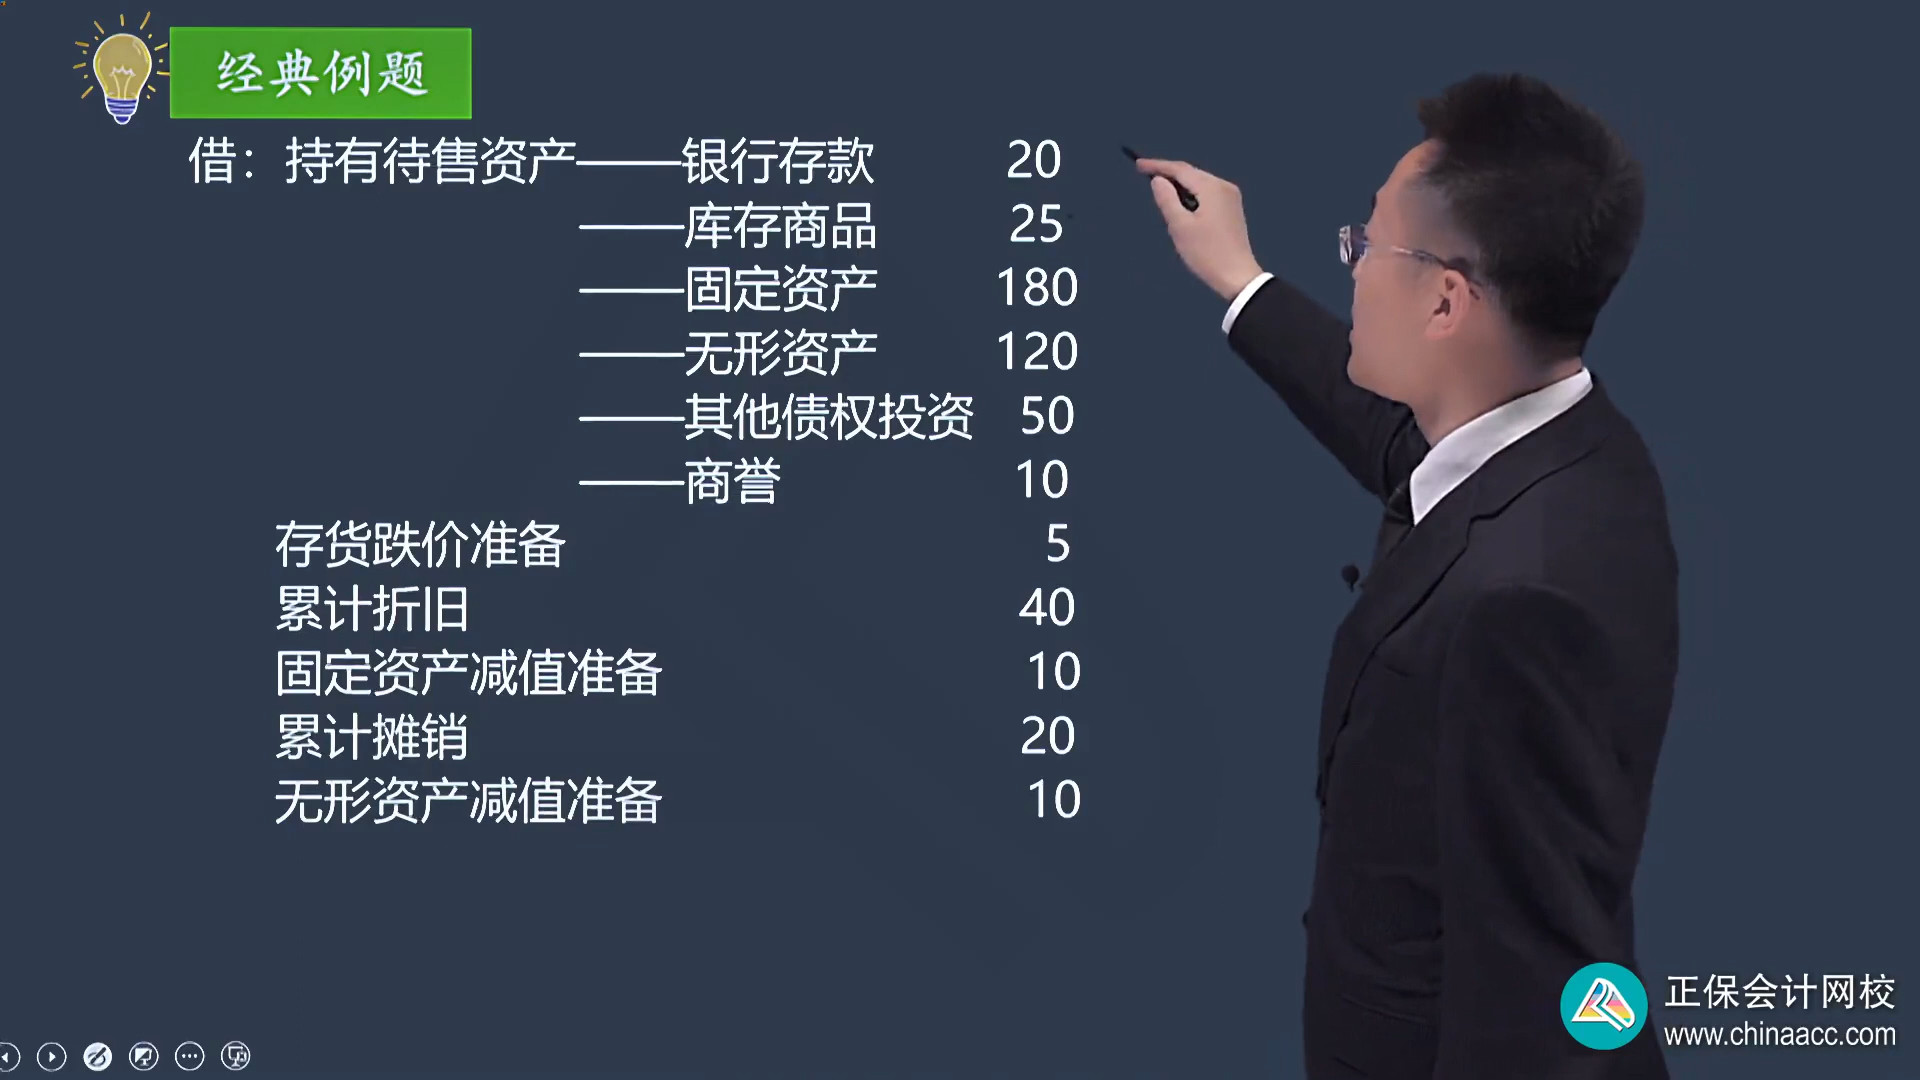 经典例题
借：持有待售资产——银行存款 20
——库存商品 25
——固定资产 180
——无形资产 120
——其他债权投资 50
——商誉 10
存货跌价准备 5
累计折旧 40
固定资产减值准备 10
累计摊销 20
无形资产减值准备 10
正保会计网校
www.chinaacc.com